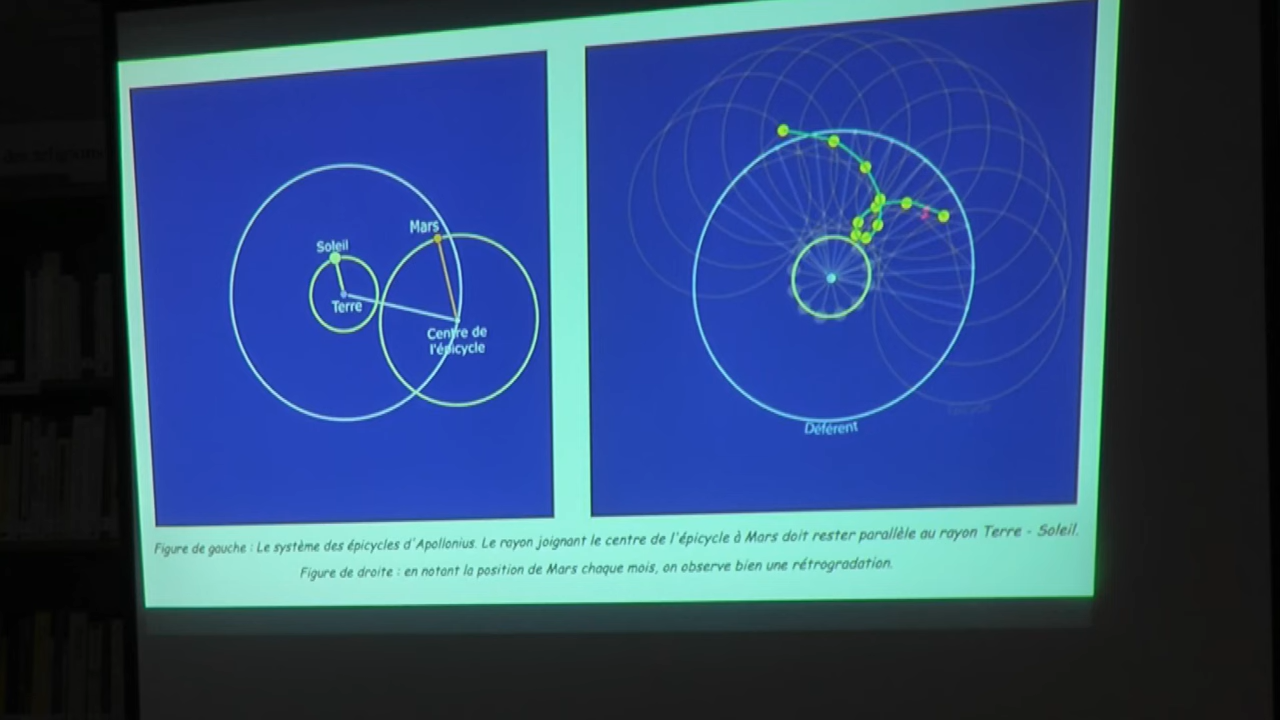 Soleil
Mars
Terre
Centre de
l'épicycle
Déférent
Figure de gauche : Le système des épicycles d'Apollonius. Le rayon joignant le centre de l'épicycle à Mars doit rester parallèle au rayon Terre - Soleil.
Figure de droite : en notant la position de Mars chaque mois, on observe bien une rétrogradation.